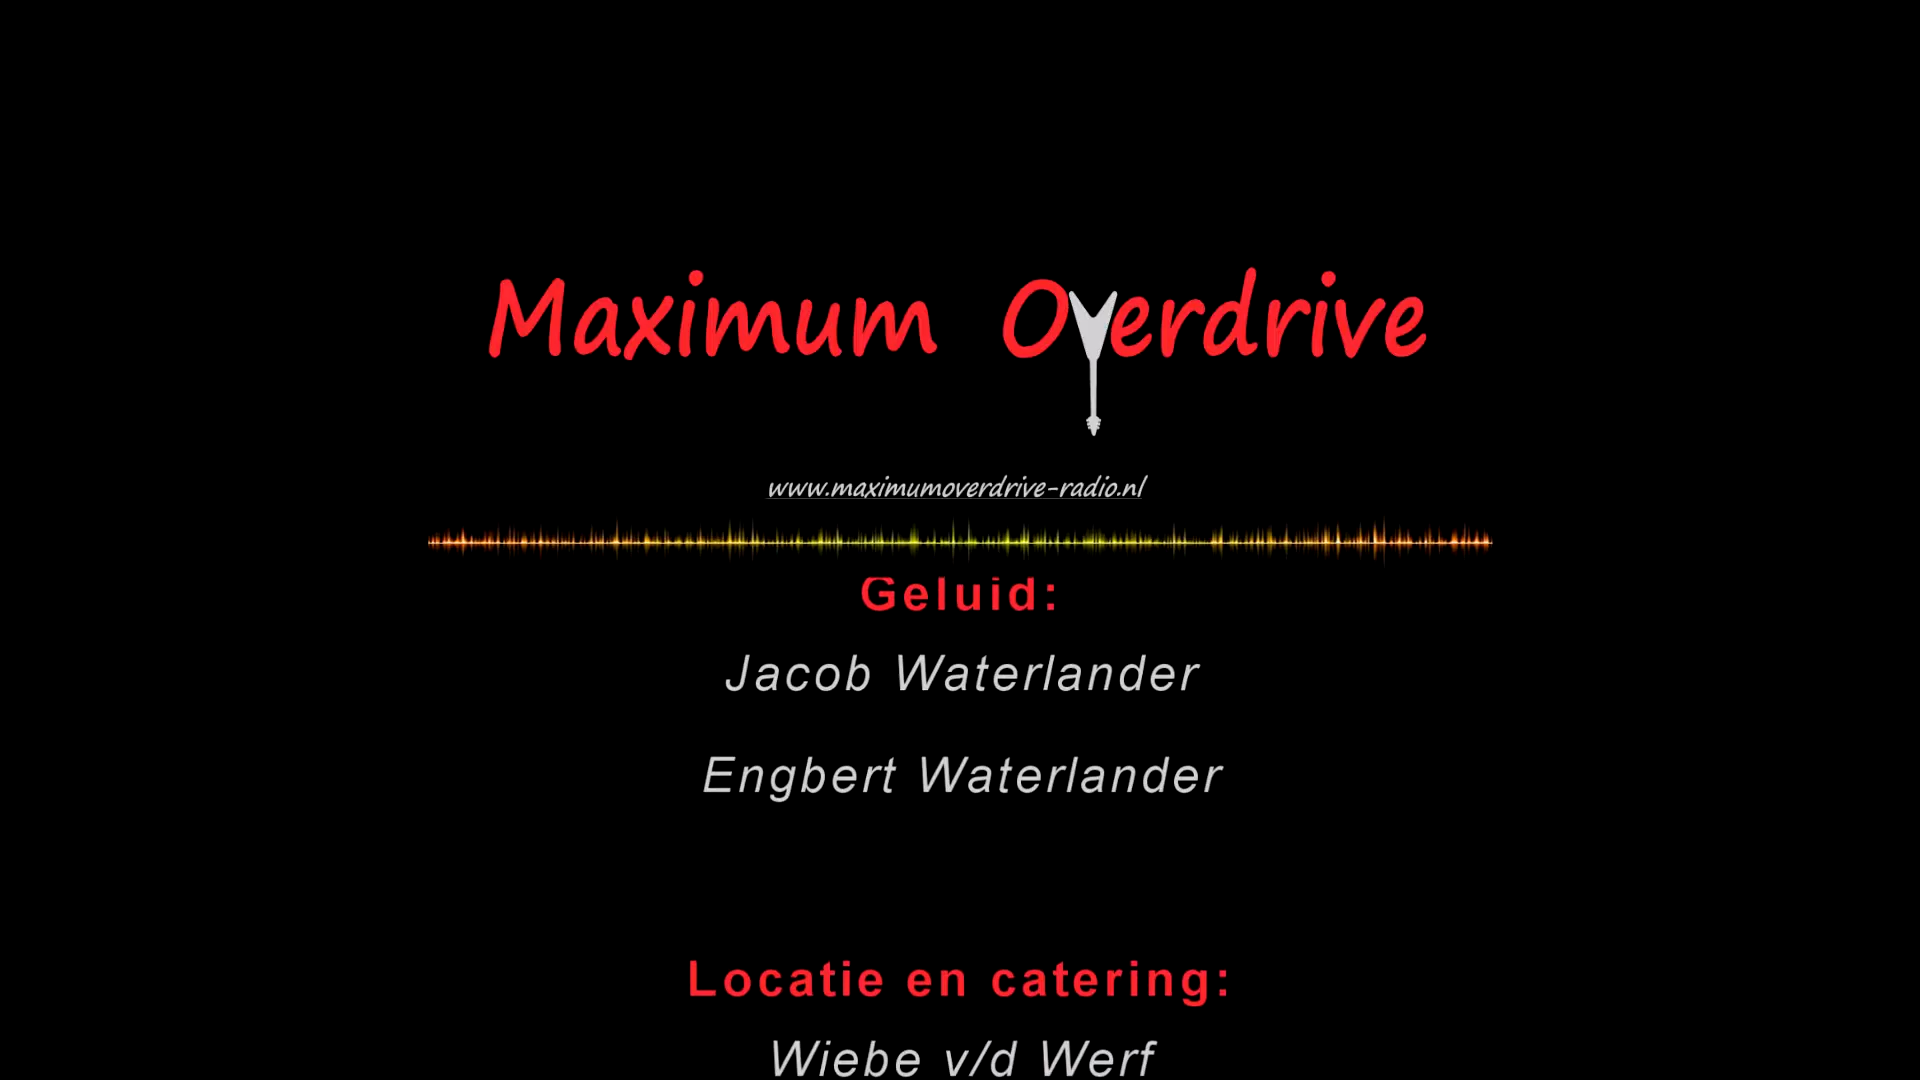 Maximum Overdrive
www.maximumoverdrive-radio.nl
Geluid:
Jacob Waterlander
Engbert Waterlander
Locatie en catering:
Wiebe v/d Werf